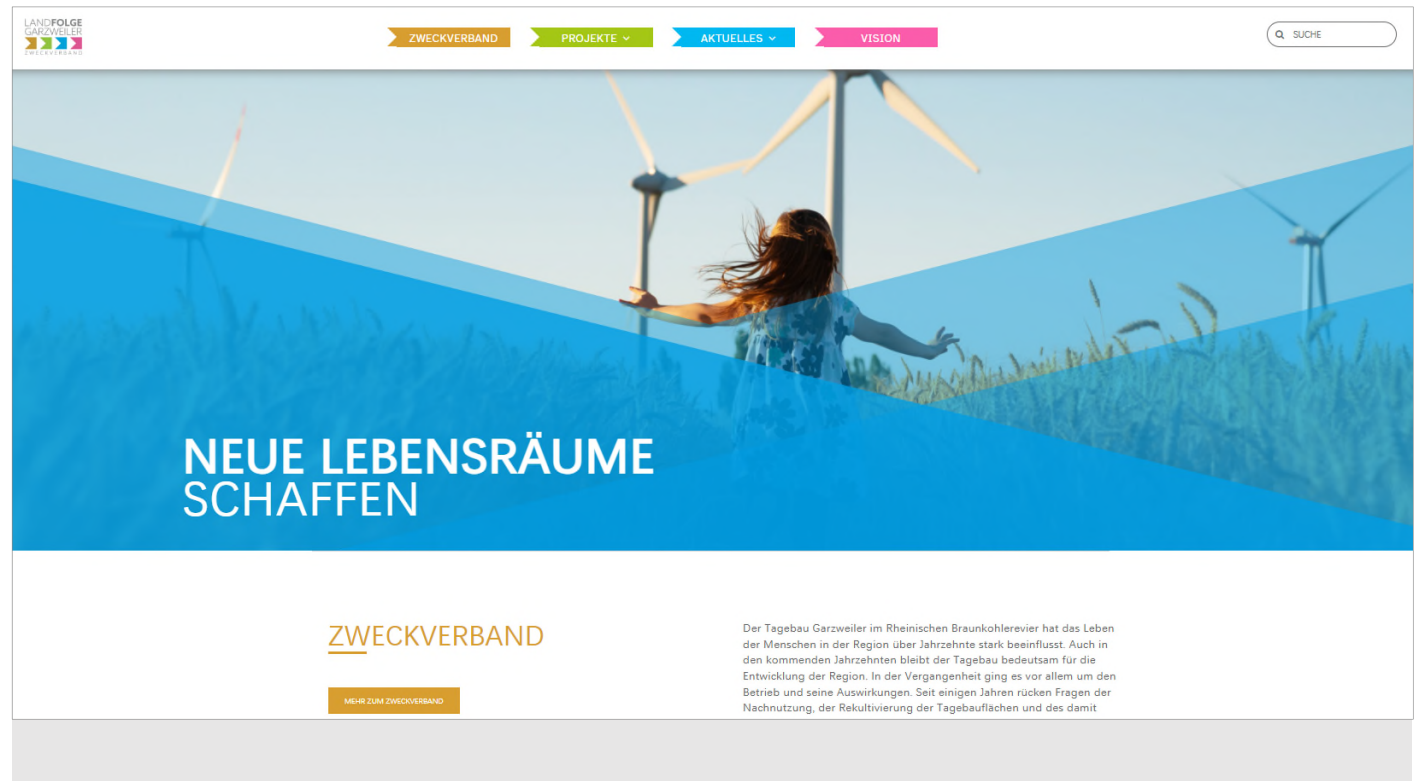 LANDFOLGE
GARZWEILER
ZWECKVERBAND
ZWECKVERBAND
PROJEKTE
AKTUELLES
VISION
SUCHE
NEUE LEBENSRÄUME
SCHAFFEN
ZWECKVERBAND
MEHR ZUM ZWECKVERBAND
Der Tagebau Garzweiler im Rheinischen Braunkohlerevier hat das Leben
der Menschen in der Region über Jahrzehnte stark beeinflusst. Auch in
den kommenden Jahrzehnten bleibt der Tagebau bedeutsam für die
Entwicklung der Region. In der Vergangenheit ging es vor allem um den
Betrieb und seine Auswirkungen. Seit einigen Jahren rücken Fragen der
Nachnutzung, der Rekultivierung der Tagebauflächen und des damit